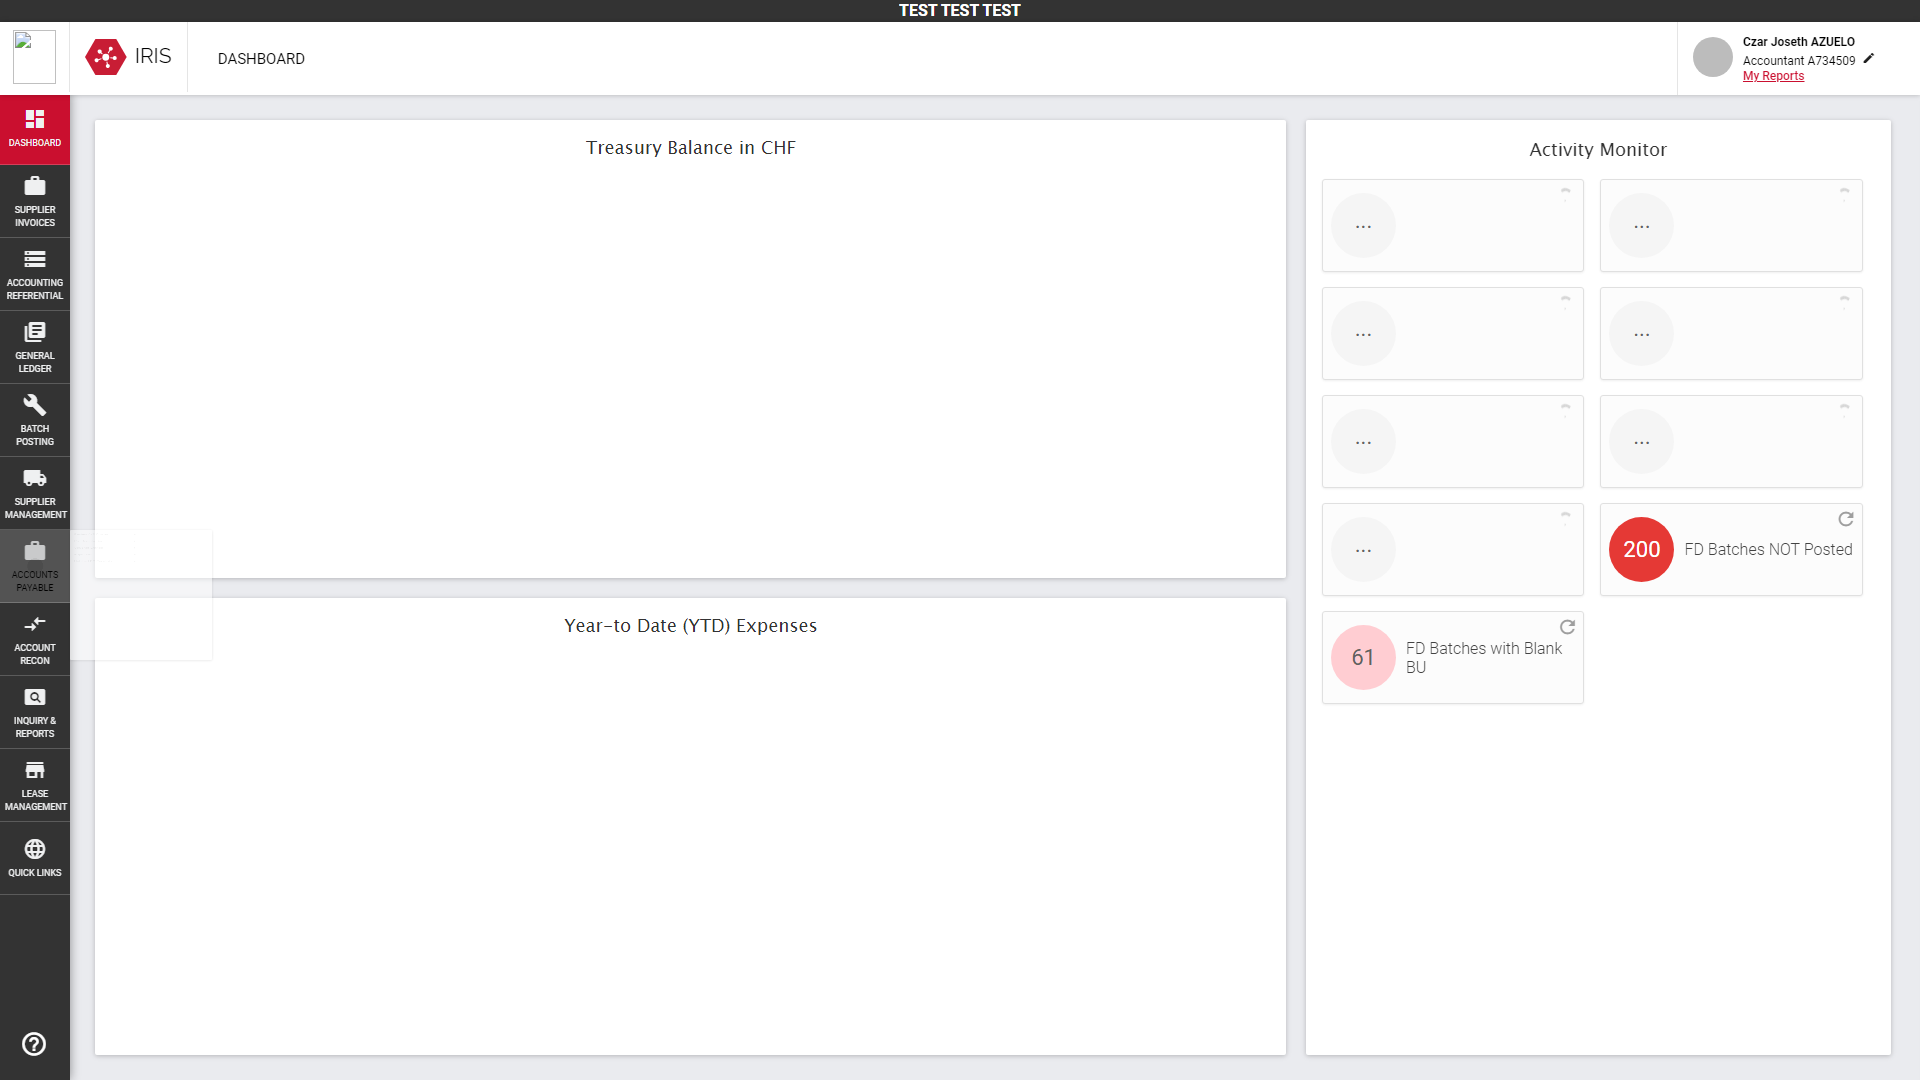 TEST TEST TEST
IRIS
DASHBOARD
Czar Joseth AZUELO
Accountant A734509
My Reports
DASHBOARD
SUPPLIER
INVOICES
ACCOUNTING
REFERENTIAL
GENERAL
LEDGER
BATCH
POSTING
SUPPLIER
MANAGEMENT
ACCOUNTS
PAYABLE
ACCOUNT
RECON
INQUIRY &
REPORTS
LEASE
MANAGEMENT
QUICK LINKS
Treasury Balance in CHF
Year-to Date (YTD) Expenses
Activity Monitor
...
...
...
...
...
...
...
200
FD Batches NOT Posted
61
FD Batches with Blank
BU